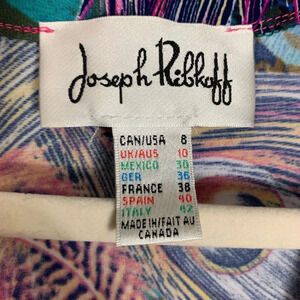 Joseph Ribkoff
CAN/USA 8
UK/AUS 10
MEXICO 30
GER 36
FRANCE 38
SPAIN 40
ITALY 42
MADE IN/FAIT AU
CANADA